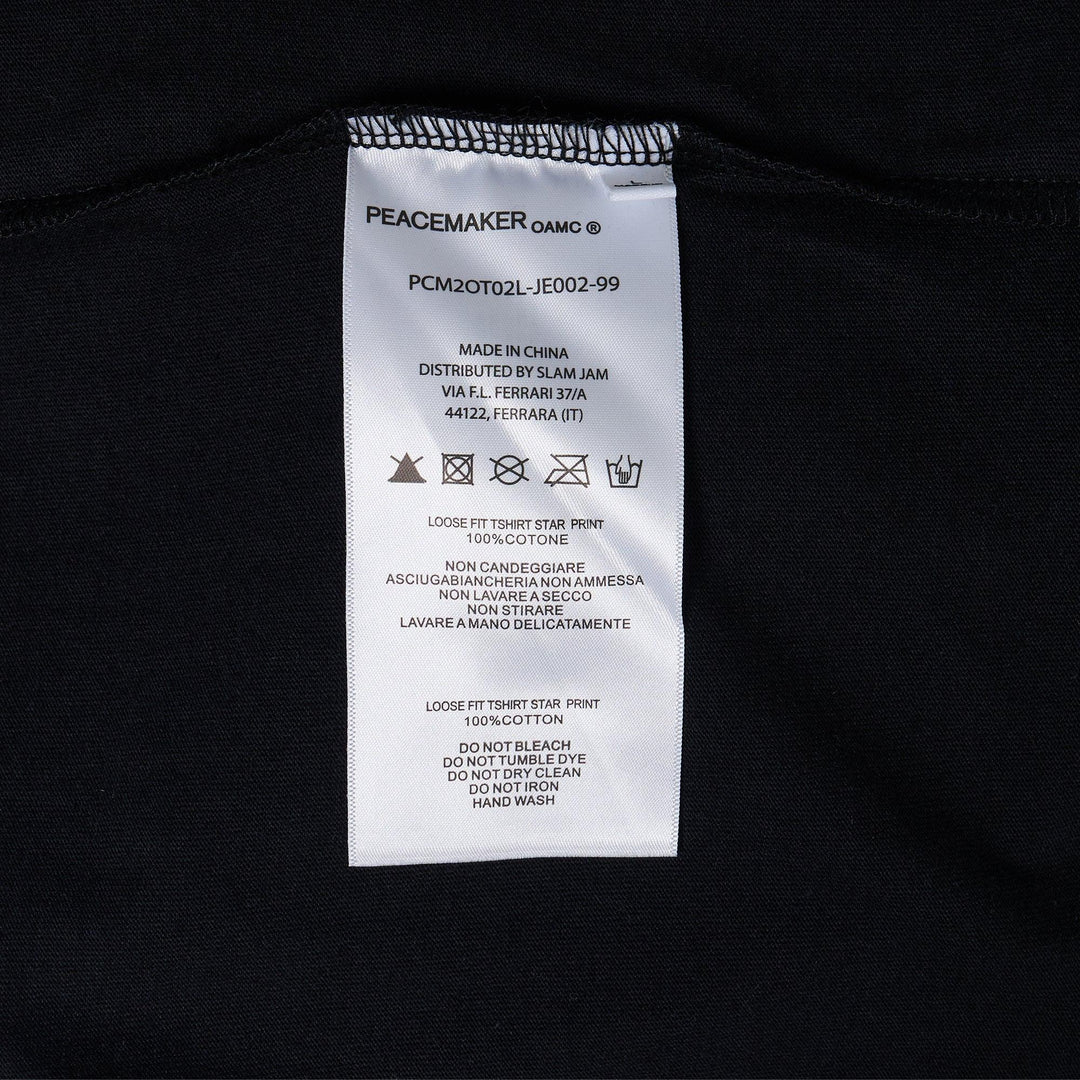 PEACEMAKER OAMC ®
PCM2OT02L-JE002-99
MADE IN CHINA
DISTRIBUTED BY SLAM JAM
VIA F.L. FERRARI 37/A
44122, FERRARA (IT)
LOOSE FIT TSHIRT STAR PRINT
100%COTONE
NON CANDEGGIARE
ASCIUGABIANCHERIA NON AMMESSA
NON LAVARE A SECCO
NON STIRARE
LAVARE A MANO DELICATAMENTE
LOOSE FIT TSHIRT STAR PRINT
100%COTTON
DO NOT BLEACH
DO NOT TUMBLE DYE
DO NOT DRY CLEAN
DO NOT IRON
HAND WASH